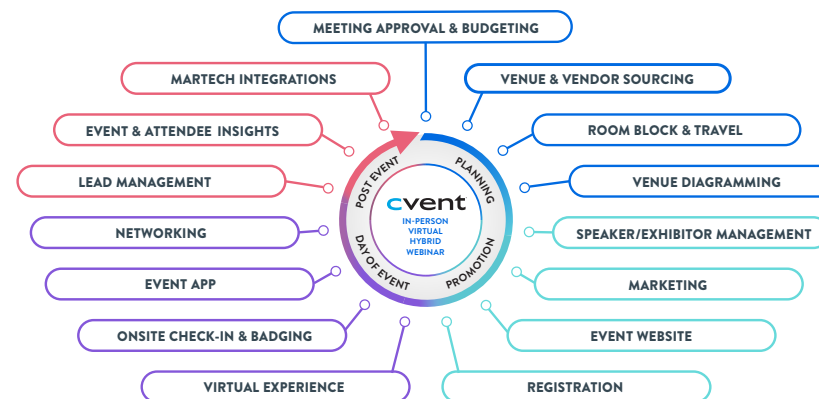 MEETING APPROVAL & BUDGETING
MARTECH INTEGRATIONS
VENUE & VENDOR SOURCING
EVENT & ATTENDEE INSIGHTS
ROOM BLOCK & TRAVEL
LEAD MANAGEMENT
VENUE DIAGRAMMING
POST EVENT
PLANNING
cvent
IN-PERSON
VIRTUAL
HYBRID
WEBINAR
NETWORKING
SPEAKER/EXHIBITOR MANAGEMENT
DAY OF EVENT
PROMOTION
EVENT APP
MARKETING
ONSITE CHECK-IN & BADGING
EVENT WEBSITE
VIRTUAL EXPERIENCE
REGISTRATION